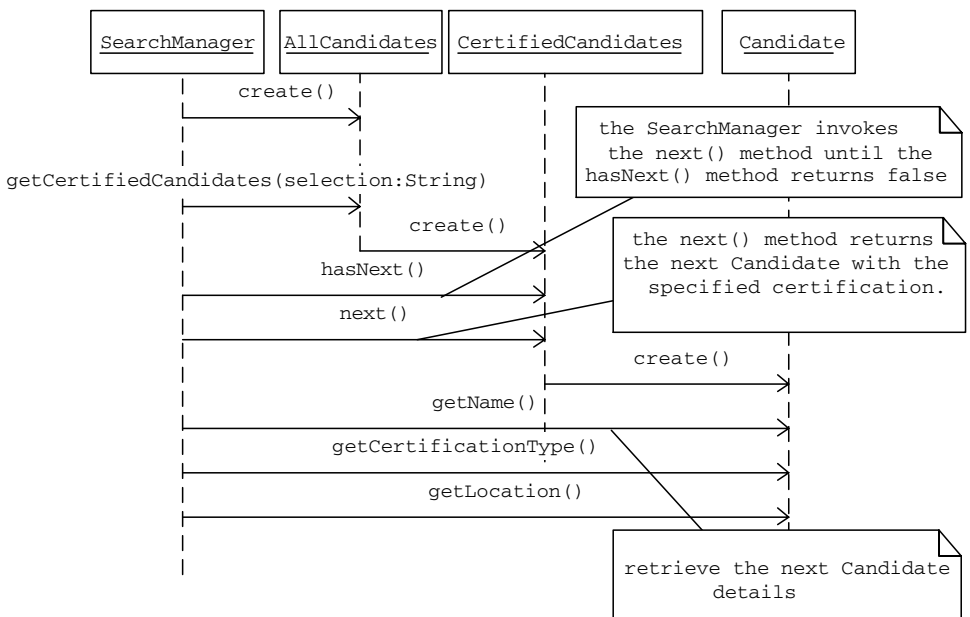 SearchManager
AllCandidates
CertifiedCandidates
Candidate
create()
the SearchManager invokes
the next() method until the
hasNext() method returns false
getCertifiedCandidates(selection:String)
create()
the next() method returns
the next Candidate with the
specified certification.
hasNext()
next()
create()
getName()
getCertificationType()
getLocation()
retrieve the next Candidate
details